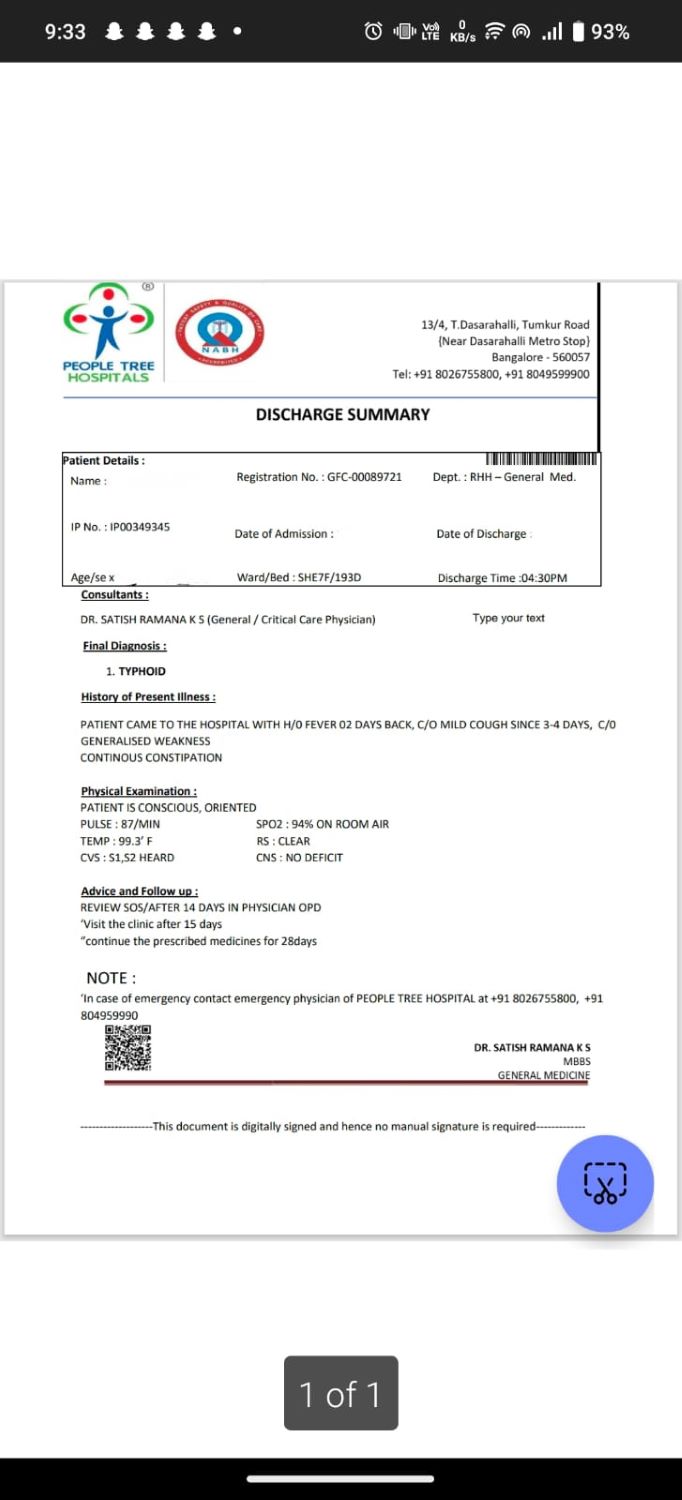 9:33
Vo)) LTE
0 KB/s
93%
®
PEOPLE TREE
HOSPITALS
NABH
13/4, T.Dasarahalli, Tumkur Road
(Near Dasarahalli Metro Stop)
Bangalore - 560057
Tel: +91 8026755800, +91 8049599900
DISCHARGE SUMMARY
Patient Details :
Name :
Registration No. : GFC-00089721
Dept. : RHH – General Med.
IP No. : IP00349345
Date of Admission :
Date of Discharge :
Age/se x
Ward/Bed : SHE7F/193D
Discharge Time :04:30PM
Consultants :
DR. SATISH RAMANA K S (General / Critical Care Physician)
Type your text
Final Diagnosis :
1. TYPHOID
History of Present Illness :
PATIENT CAME TO THE HOSPITAL WITH H/O FEVER 02 DAYS BACK, C/O MILD COUGH SINCE 3-4 DAYS, C/O
GENERALISED WEAKNESS
CONTINOUS CONSTIPATION
Physical Examination :
PATIENT IS CONSCIOUS, ORIENTED
PULSE : 87/MIN
SPO2 : 94% ON ROOM AIR
TEMP : 99.3' F
RS : CLEAR
CVS : S1,S2 HEARD
CNS : NO DEFICIT
Advice and Follow up :
REVIEW SOS/AFTER 14 DAYS IN PHYSICIAN OPD
'Visit the clinic after 15 days
"continue the prescribed medicines for 28days
NOTE :
'In case of emergency contact emergency physician of PEOPLE TREE HOSPITAL at +91 8026755800, +91
804959990
DR. SATISH RAMANA K S
MBBS
GENERAL MEDICINE
-------------------This document is digitally signed and hence no manual signature is required-------------
1 of 1